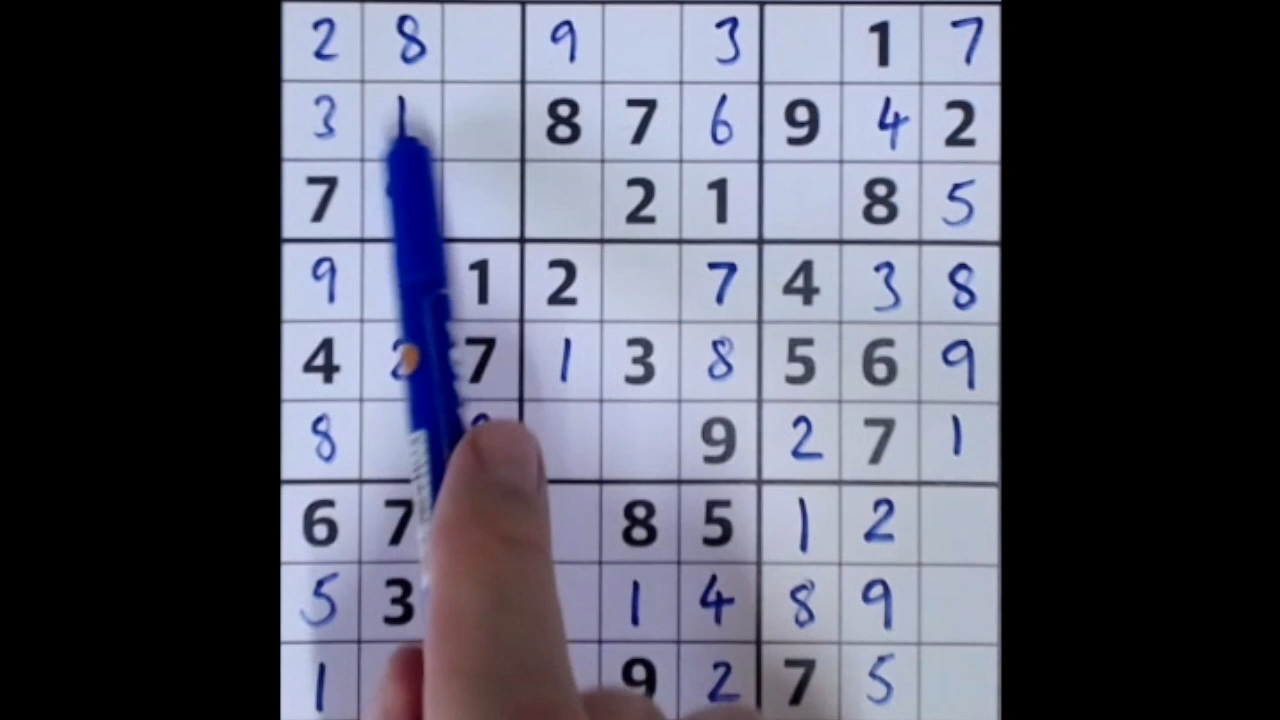 2 8 9 3 1 7
3 1 8 7 6 9 4 2
7 2 1 8 5
9 1 2 7 4 3 8
4 2 7 1 3 8 5 6 9
8 9 2 7 1
6 7 8 5 1 2
5 3 1 4 8 9
1 9 2 7 5